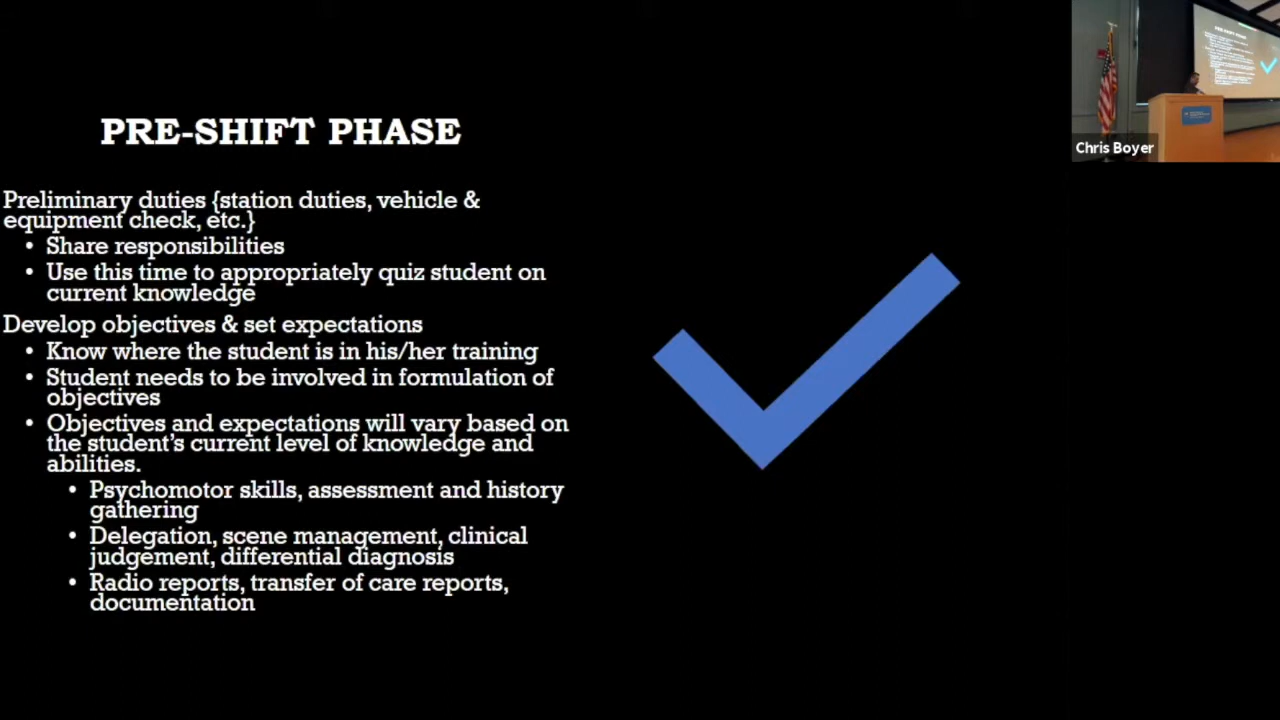 PRE-SHIFT PHASE
Preliminary duties {station duties, vehicle &
equipment check, etc.}
• Share responsibilities
• Use this time to appropriately quiz student on
current knowledge
Develop objectives & set expectations
• Know where the student is in his/her training
• Student needs to be involved in formulation of
objectives
• Objectives and expectations will vary based on
the student's current level of knowledge and
abilities.
• Psychomotor skills, assessment and history
gathering
• Delegation, scene management, clinical
judgement, differential diagnosis
• Radio reports, transfer of care reports,
documentation
PRE-SHIFT PHASE
Chris Boyer